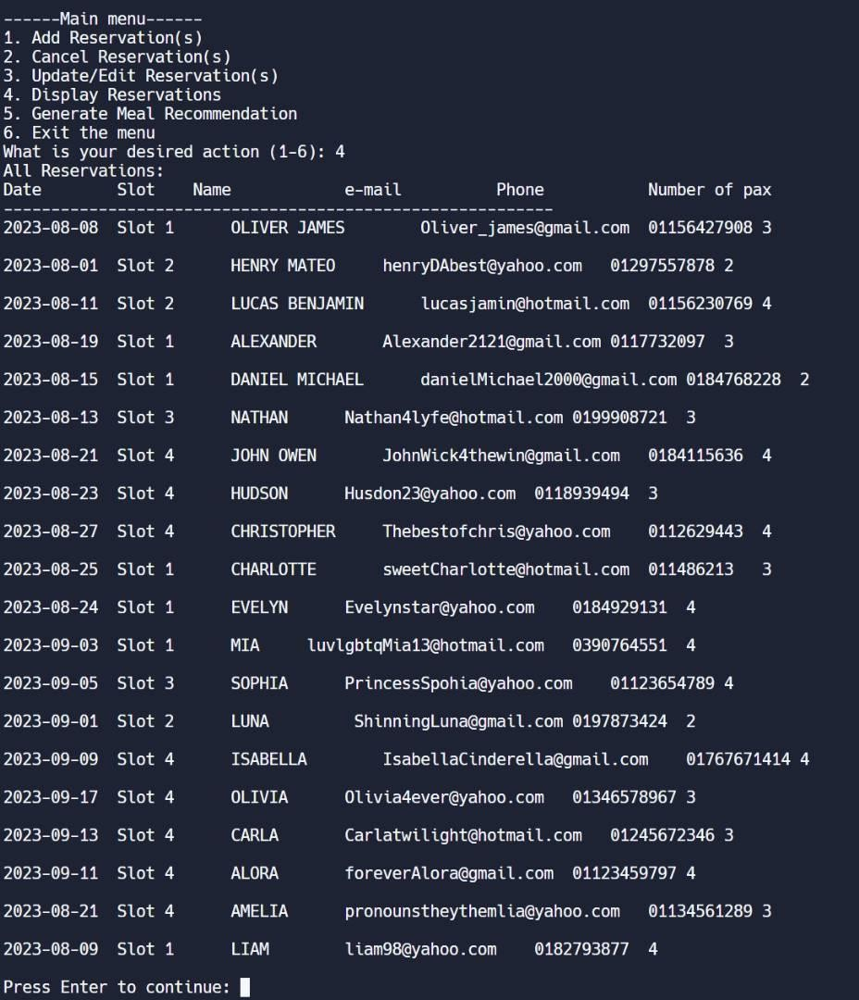 ------Main menu------
1. Add Reservation(s)
2. Cancel Reservation(s)
3. Update/Edit Reservation(s)
4. Display Reservations
5. Generate Meal Recommendation
6. Exit the menu
What is your desired action (1-6): 4
All Reservations:
Date        Slot    Name            e-mail          Phone           Number of pax
----------------------------------------------------------
2023-08-08  Slot 1      OLIVER JAMES        Oliver_james@gmail.com  01156427908 3
2023-08-01  Slot 2      HENRY MATEO     henryDAbest@yahoo.com   01297557878 2
2023-08-11  Slot 2      LUCAS BENJAMIN      lucasjamin@hotmail.com  01156230769 4
2023-08-19  Slot 1      ALEXANDER       Alexander2121@gmail.com 0117732097  3
2023-08-15  Slot 1      DANIEL MICHAEL      danielMichael2000@gmail.com 0184768228  2
2023-08-13  Slot 3      NATHAN      Nathan4lyfe@hotmail.com 0199908721  3
2023-08-21  Slot 4      JOHN OWEN       JohnWick4thewin@gmail.com   0184115636  4
2023-08-23  Slot 4      HUDSON      Husdon23@yahoo.com  0118939494  3
2023-08-27  Slot 4      CHRISTOPHER     Thebestofchris@yahoo.com    0112629443  4
2023-08-25  Slot 1      CHARLOTTE       sweetCharlotte@hotmail.com  011486213   3
2023-08-24  Slot 1      EVELYN      Evelynstar@yahoo.com    0184929131  4
2023-09-03  Slot 1      MIA     luvlgbtqMia13@hotmail.com   0390764551  4
2023-09-05  Slot 3      SOPHIA      PrincessSpohia@yahoo.com    01123654789 4
2023-09-01  Slot 2      LUNA         ShinningLuna@gmail.com 0197873424  2
2023-09-09  Slot 4      ISABELLA        IsabellaCinderella@gmail.com    01767671414 4
2023-09-17  Slot 4      OLIVIA      Olivia4ever@yahoo.com   01346578967 3
2023-09-13  Slot 4      CARLA       Carlatwilight@hotmail.com   01245672346 3
2023-09-11  Slot 4      ALORA       foreverAlora@gmail.com  01123459797 4
2023-08-21  Slot 4      AMELIA      pronounstheythemlia@yahoo.com   01134561289 3
2023-08-09  Slot 1      LIAM        liam98@yahoo.com    0182793877  4
Press Enter to continue: